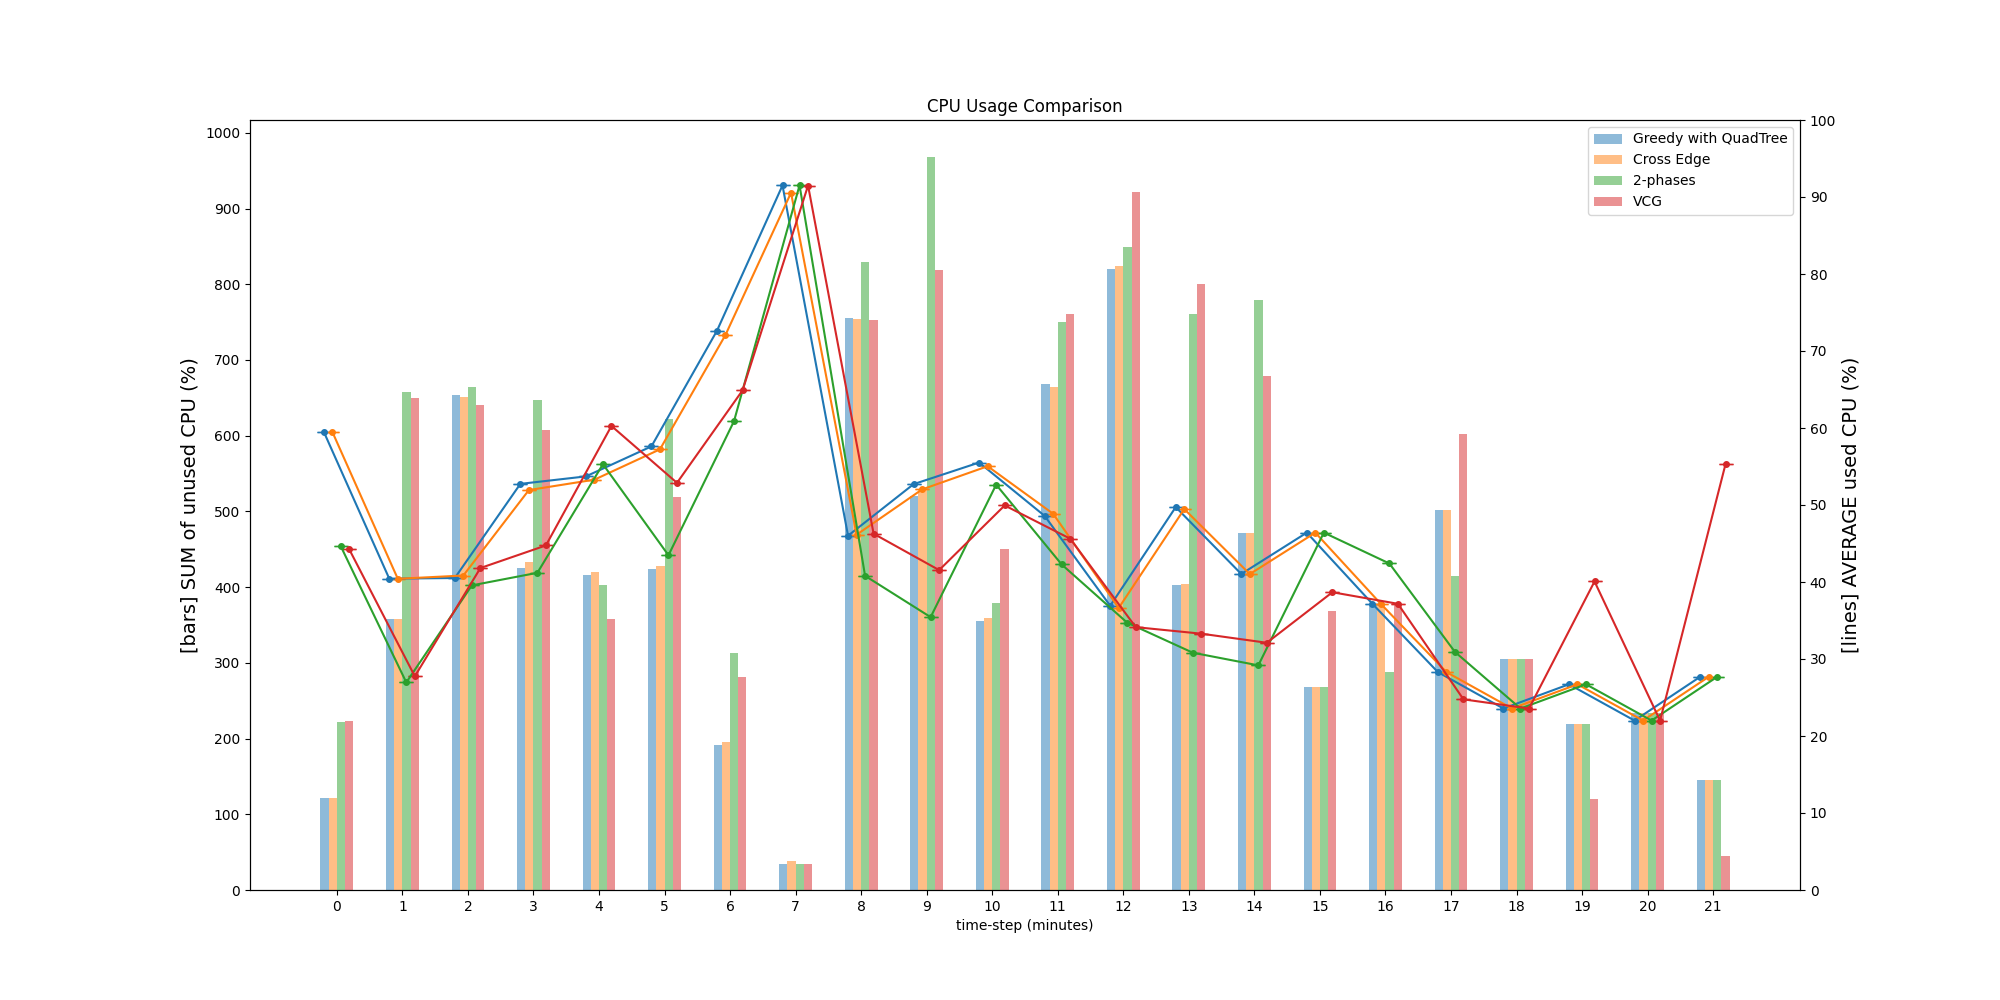 CPU Usage Comparison
Greedy with QuadTree
Cross Edge
2-phases
VCG
[bars] SUM of unused CPU (%)
1000
900
800
700
600
500
400
300
200
100
0
100
90
80
70
60
50
40
30
20
10
0
[lines] AVERAGE used CPU (%)
0 1 2 3 4 5 6 7 8 9 10 11 12 13 14 15 16 17 18 19 20 21
time-step (minutes)